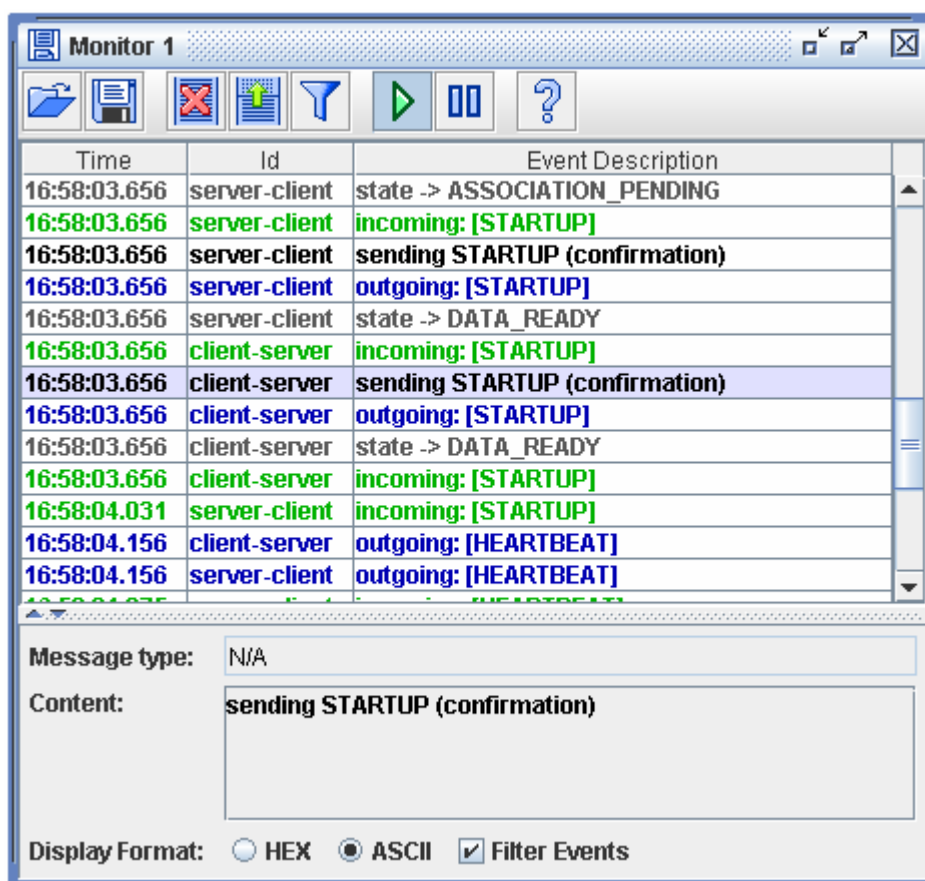 Monitor 1
Time Id Event Description
16:58:03.656 server-client state -> ASSOCIATION_PENDING
16:58:03.656 server-client incoming: [STARTUP]
16:58:03.656 server-client sending STARTUP (confirmation)
16:58:03.656 server-client outgoing: [STARTUP]
16:58:03.656 server-client state -> DATA_READY
16:58:03.656 client-server incoming: [STARTUP]
16:58:03.656 client-server sending STARTUP (confirmation)
16:58:03.656 client-server outgoing: [STARTUP]
16:58:03.656 client-server state -> DATA_READY
16:58:03.656 client-server incoming: [STARTUP]
16:58:04.031 server-client incoming: [STARTUP]
16:58:04.156 client-server outgoing: [HEARTBEAT]
16:58:04.156 server-client outgoing: [HEARTBEAT]
Message type: N/A
Content: sending STARTUP (confirmation)
Display Format: HEX ASCII Filter Events